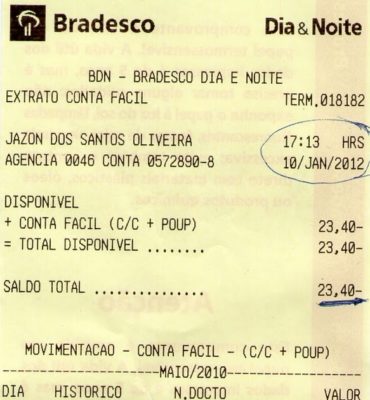 Bradesco Dia & Noite
BDN - BRADESCO DIA E NOITE
EXTRATO CONTA FACIL TERM.018182
JAZON DOS SANTOS OLIVEIRA 17:13 HRS
AGENCIA 0046 CONTA 0572890-8 10/JAN/2012
DISPONIVEL
+ CONTA FACIL (C/C + POUP) 23,40-
= TOTAL DISPONIVEL ........ 23,40-
SALDO TOTAL ............... 23,40-
MOVIMENTACAO - CONTA FACIL - (C/C + POUP)
-------------------MAIO/2010-------------------
DIA HISTORICO N.DOCTO VALOR